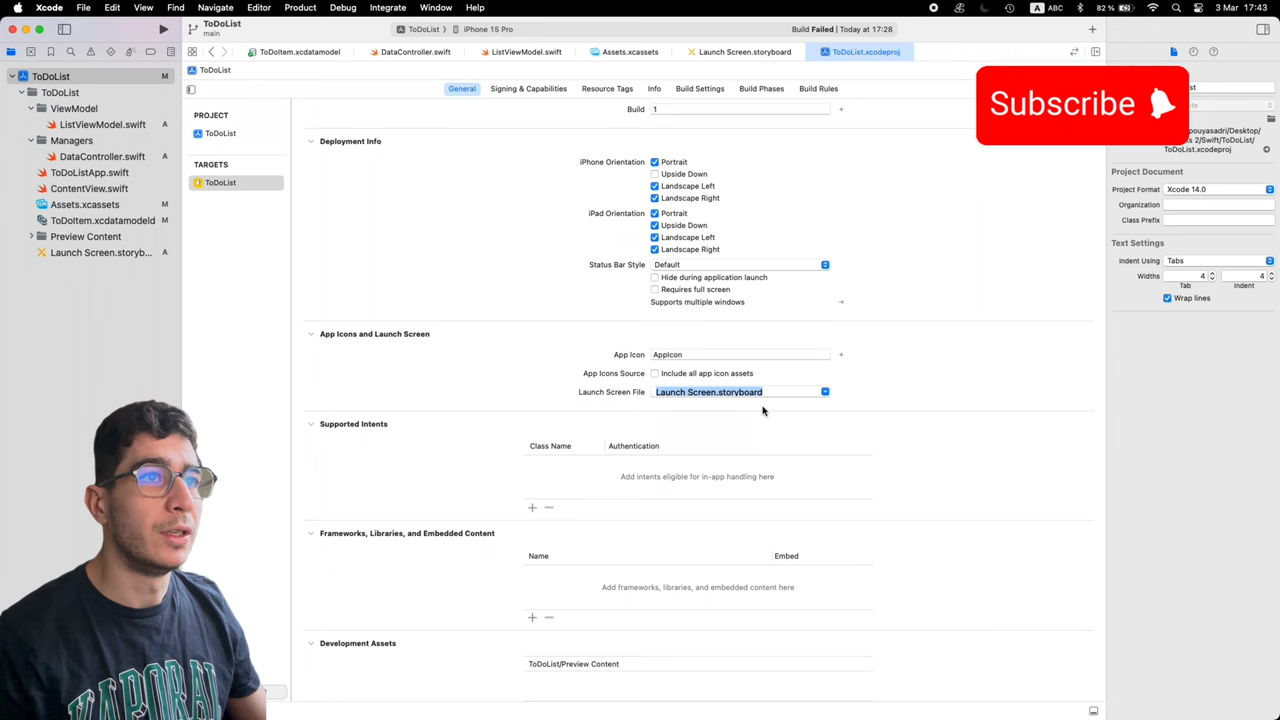 Xcode File Edit View Find Navigate Editor Product Debug Integrate Window Help
ABC 82% 9 Mar 17:43
ToDoList
main
ToDoList 〉 iPhone 15 Pro
Build Failed | Today at 17:28
ToDoItem.xcdatamodel DataController.swift ListViewModel.swift Assets.xcassets Launch Screen.storyboard ToDoList.xcodeproj
ToDoList
General Signing & Capabilities Resource Tags Info Build Settings Build Phases Build Rules
Subscribe
ToDoList M
ToDoList
ViewModel
ListViewModel.swift A
Managers
DataController.swift A
ToDoListApp.swift
ContentView.swift
Assets.xcassets A
ToDoItem.xcdatamodeld A
Preview Content
Launch Screen.storyb... A
PROJECT
ToDoList
TARGETS
ToDoList
Build 1
Deployment Info
iPhone Orientation Portrait
Upside Down
Landscape Left
Landscape Right
iPad Orientation Portrait
Upside Down
Landscape Left
Landscape Right
Status Bar Style Default
Hide during application launch
Requires full screen
Supports multiple windows
App Icons and Launch Screen
App Icon AppIcon
App Icons Source Include all app icon assets
Launch Screen File Launch Screen.storyboard
Supported Intents
Class Name Authentication
Add intents eligible for in-app handling here
Frameworks, Libraries, and Embedded Content
Name Embed
Add frameworks, libraries, and embedded content here
Development Assets
ToDoList/Preview Content
ToDoList.xcodeproj
Project Document
Project Format Xcode 14.0
Organization
Class Prefix
Text Settings
Indent Using Tabs
Widths 4 4
Tab Indent
Wrap lines